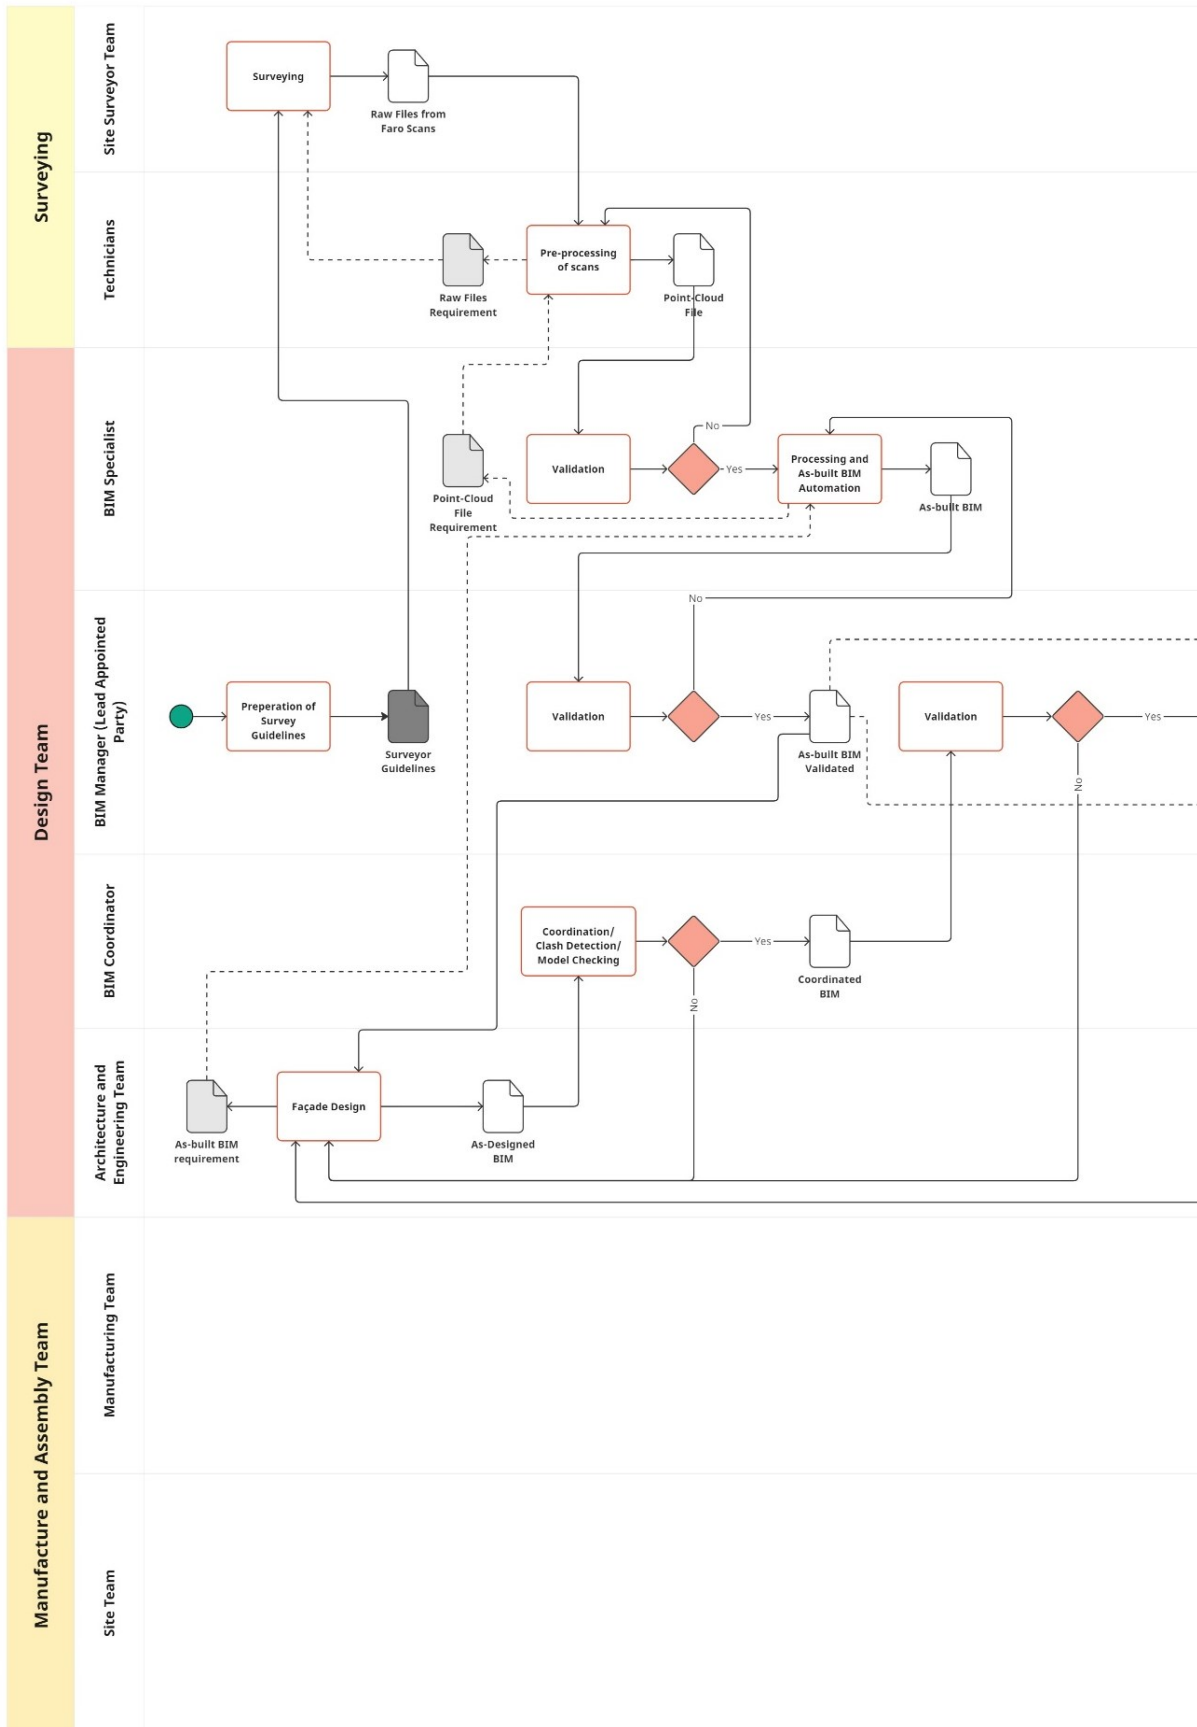 Surveying
Site Surveyor Team
Surveying
Raw Files from
Faro Scans
Technicians
Raw Files
Requirement
Pre-processing
of scans
Point-Cloud
File
Design Team
BIM Specialist
Point-Cloud
File
Requirement
Validation
No
Yes
Processing and
As-built BIM
Automation
As-built BIM
BIM Manager (Lead Appointed
Party)
Preperation of
Survey
Guidelines
Surveyor
Guidelines
Validation
No
Yes
As-built BIM
Validated
Validation
Yes
No
BIM Coordinator
Coordination/
Clash Detection/
Model Checking
Yes
No
Coordinated
BIM
Architecture and
Engineering Team
As-built BIM
requirement
Façade Design
As-Designed
BIM
Manufacture and Assembly Team
Manufacturing Team
Site Team